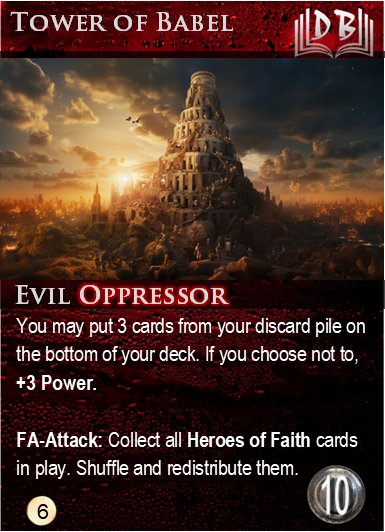 TOWER OF BABEL
DB
EVIL OPPRESSOR
You may put 3 cards from your discard pile on
the bottom of your deck. If you choose not to,
+3 Power.
FA-Attack: Collect all Heroes of Faith cards
in play. Shuffle and redistribute them.
6
10